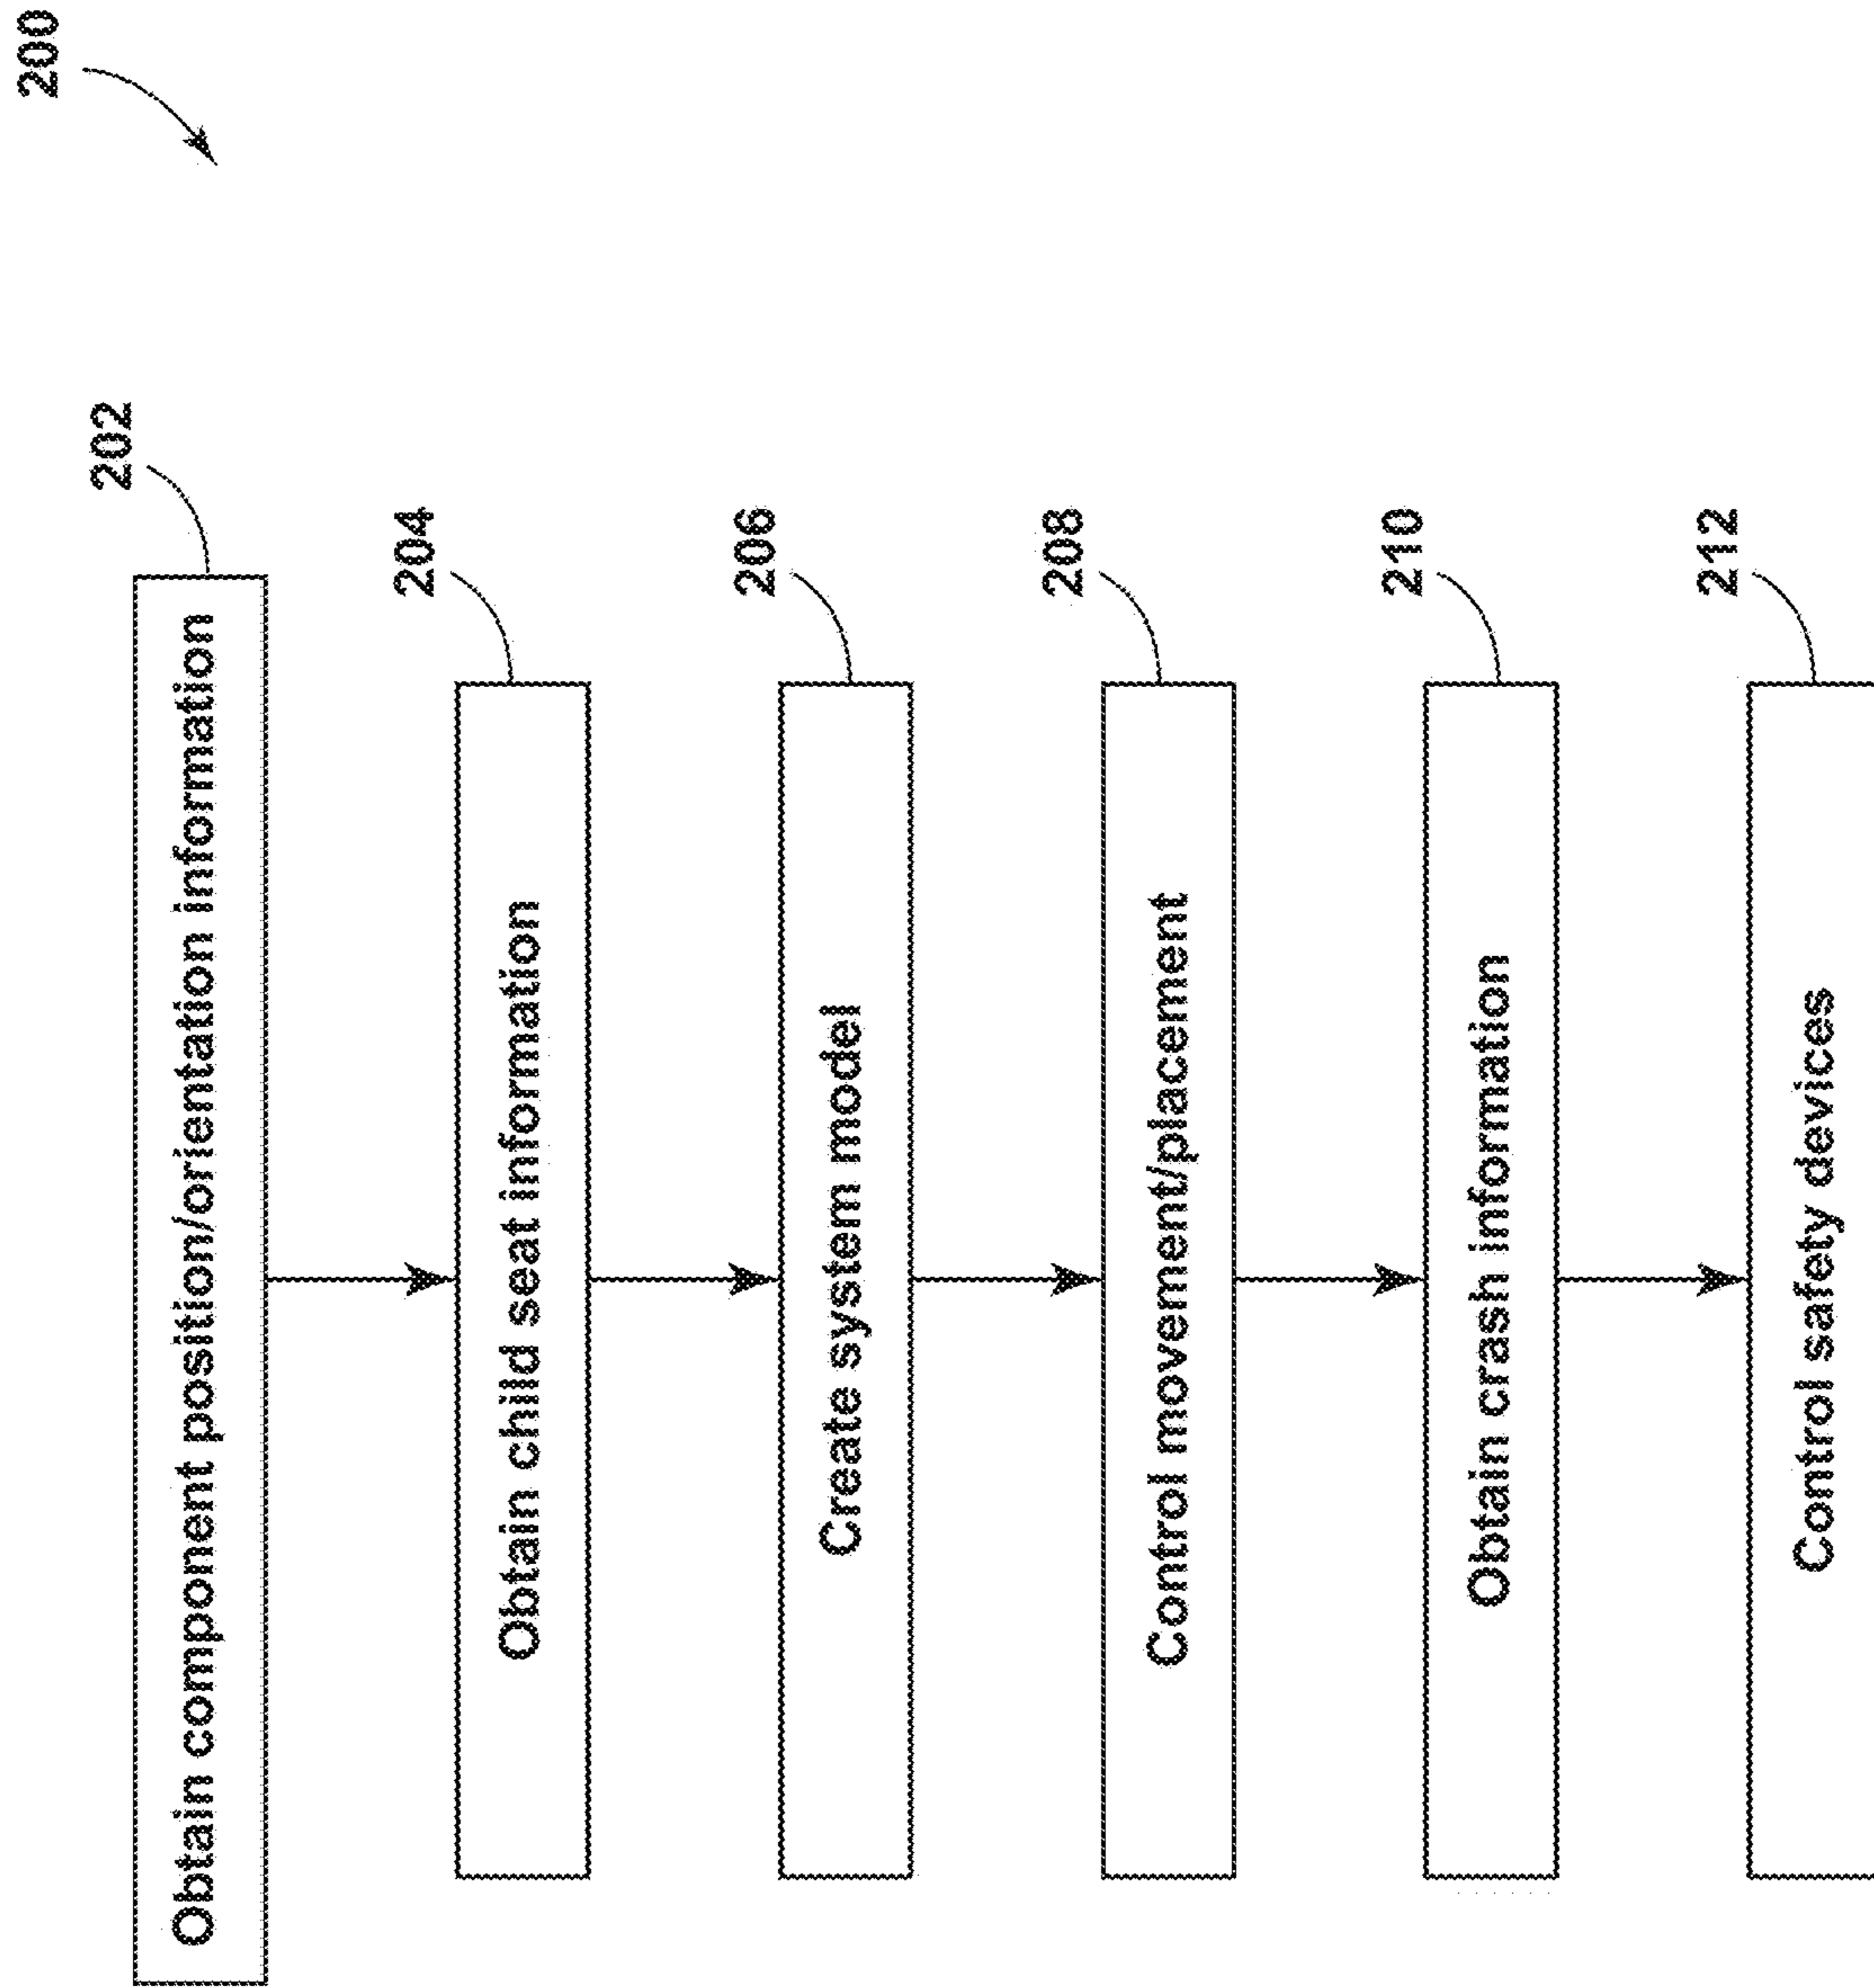 200
202
Obtain component position/orientation information
204
Obtain child seat information
206
Create system model
208
Control movement/placement
210
Obtain crash information
212
Control safety devices